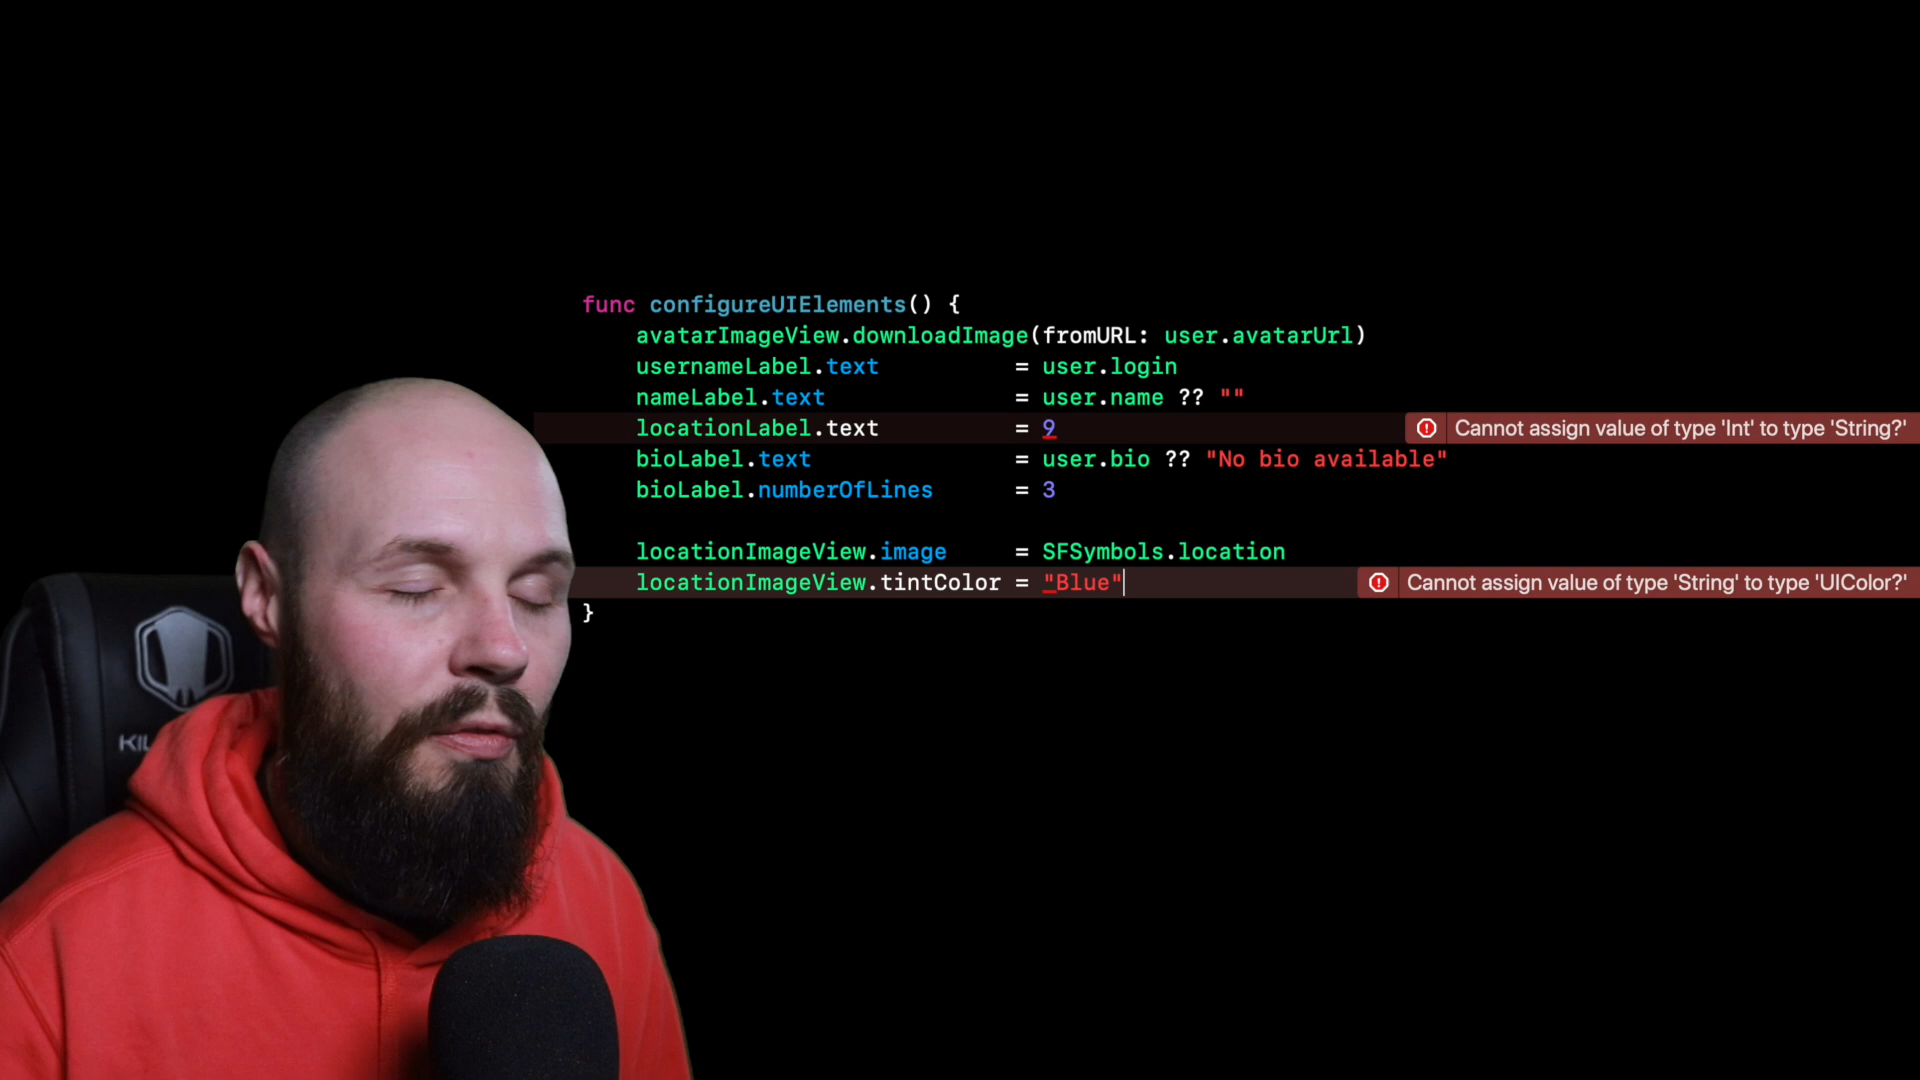 func configureUIElements() {
avatarImageView.downloadImage(fromURL: user.avatarUrl)
usernameLabel.text = user.login
nameLabel.text = user.name ?? ""
locationLabel.text = 9 Cannot assign value of type 'Int' to type 'String?'
bioLabel.text = user.bio ?? "No bio available"
bioLabel.numberOfLines = 3
locationImageView.image = SFSymbols.location
locationImageView.tintColor = "Blue" Cannot assign value of type 'String' to type 'UIColor?'
}